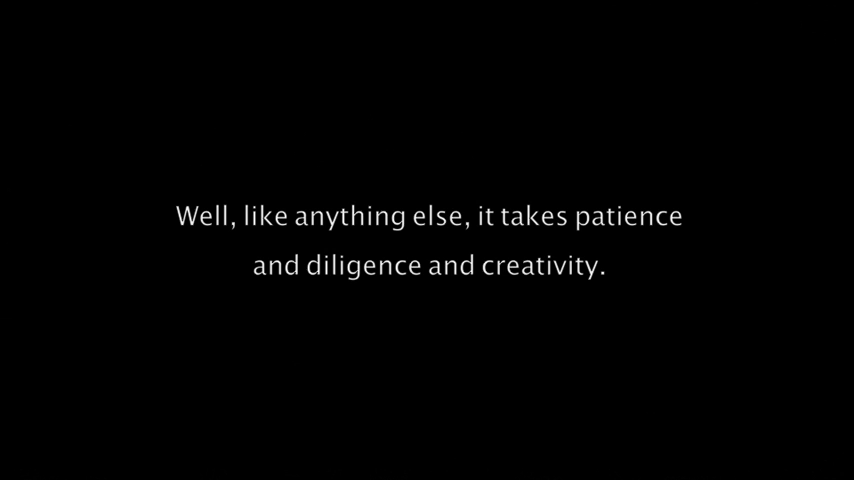 Well, like anything else, it takes patience
and diligence and creativity.